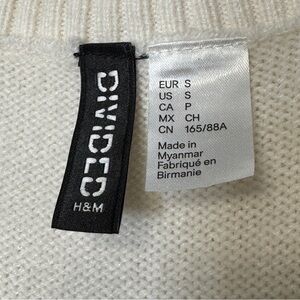 DIVIDED
H&M
EUR S
US S
CA P
MX CH
CN 165/88A
Made in
Myanmar
Fabriqué en
Birmanie